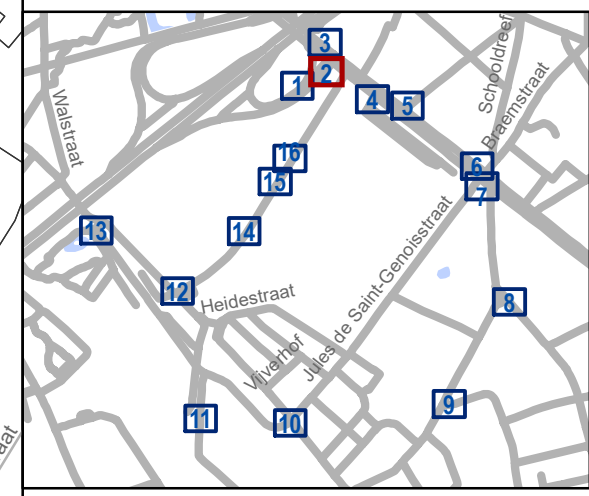 3
2
1
4
5
Schooldreef
Braemstraat
Walstraat
16
6
15
7
13
14
Jules de Saint-Genoisstraat
12
Heidestraat
8
Vijverhof
9
11
10
aat